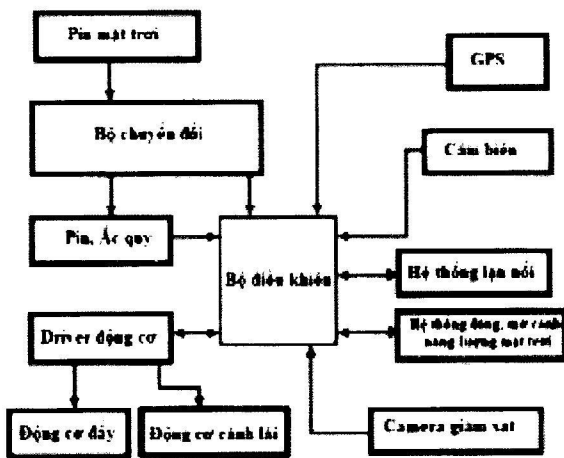 Pin mặt trời
GPS
Bộ chuyển đổi
Cảm biến
Pin, Ắc quy
Bộ điều khiển
Hệ thống lặn nổi
Driver động cơ
Hệ thống đóng, mở cánh
năng lượng mặt trời
Động cơ đẩy
Động cơ cánh lái
Camera giám sát